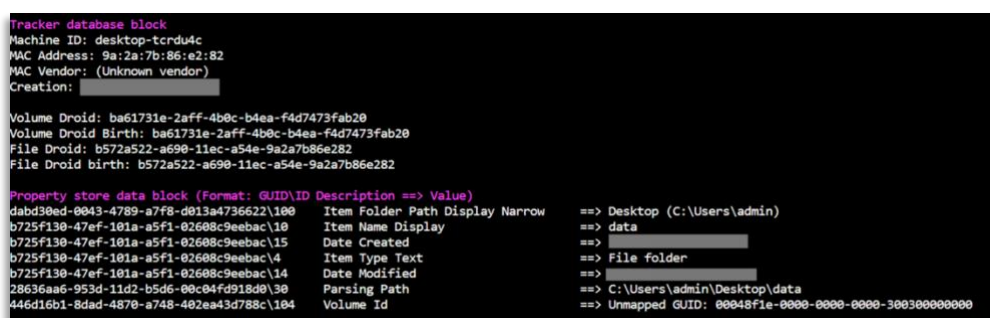 Tracker database block
Machine ID: desktop-tcrdu4c
MAC Address: 9a:2a:7b:86:e2:82
MAC Vendor: (Unknown vendor)
Creation:
Volume Droid: ba61731e-2aff-4b0c-b4ea-f4d7473fab20
Volume Droid Birth: ba61731e-2aff-4b0c-b4ea-f4d7473fab20
File Droid: b572a522-a690-11ec-a54e-9a2a7b86e282
File Droid birth: b572a522-a690-11ec-a54e-9a2a7b86e282
Property store data block (Format: GUID\ID Description ==> Value)
dabd30ed-0043-4789-a7f8-d013a4736622\100 Item Folder Path Display Narrow ==> Desktop (C:\Users\admin)
b725f130-47ef-101a-a5f1-02608c9eebac\10 Item Name Display ==> data
b725f130-47ef-101a-a5f1-02608c9eebac\15 Date Created ==>
b725f130-47ef-101a-a5f1-02608c9eebac\4 Item Type Text ==> File folder
b725f130-47ef-101a-a5f1-02608c9eebac\14 Date Modified ==>
28636aa6-953d-11d2-b5d6-00c04fd918d0\30 Parsing Path ==> C:\Users\admin\Desktop\data
446d16b1-8dad-4870-a748-402ea43d788c\104 Volume Id ==> Unmapped GUID: 00048f1e-0000-0000-0000-300300000000